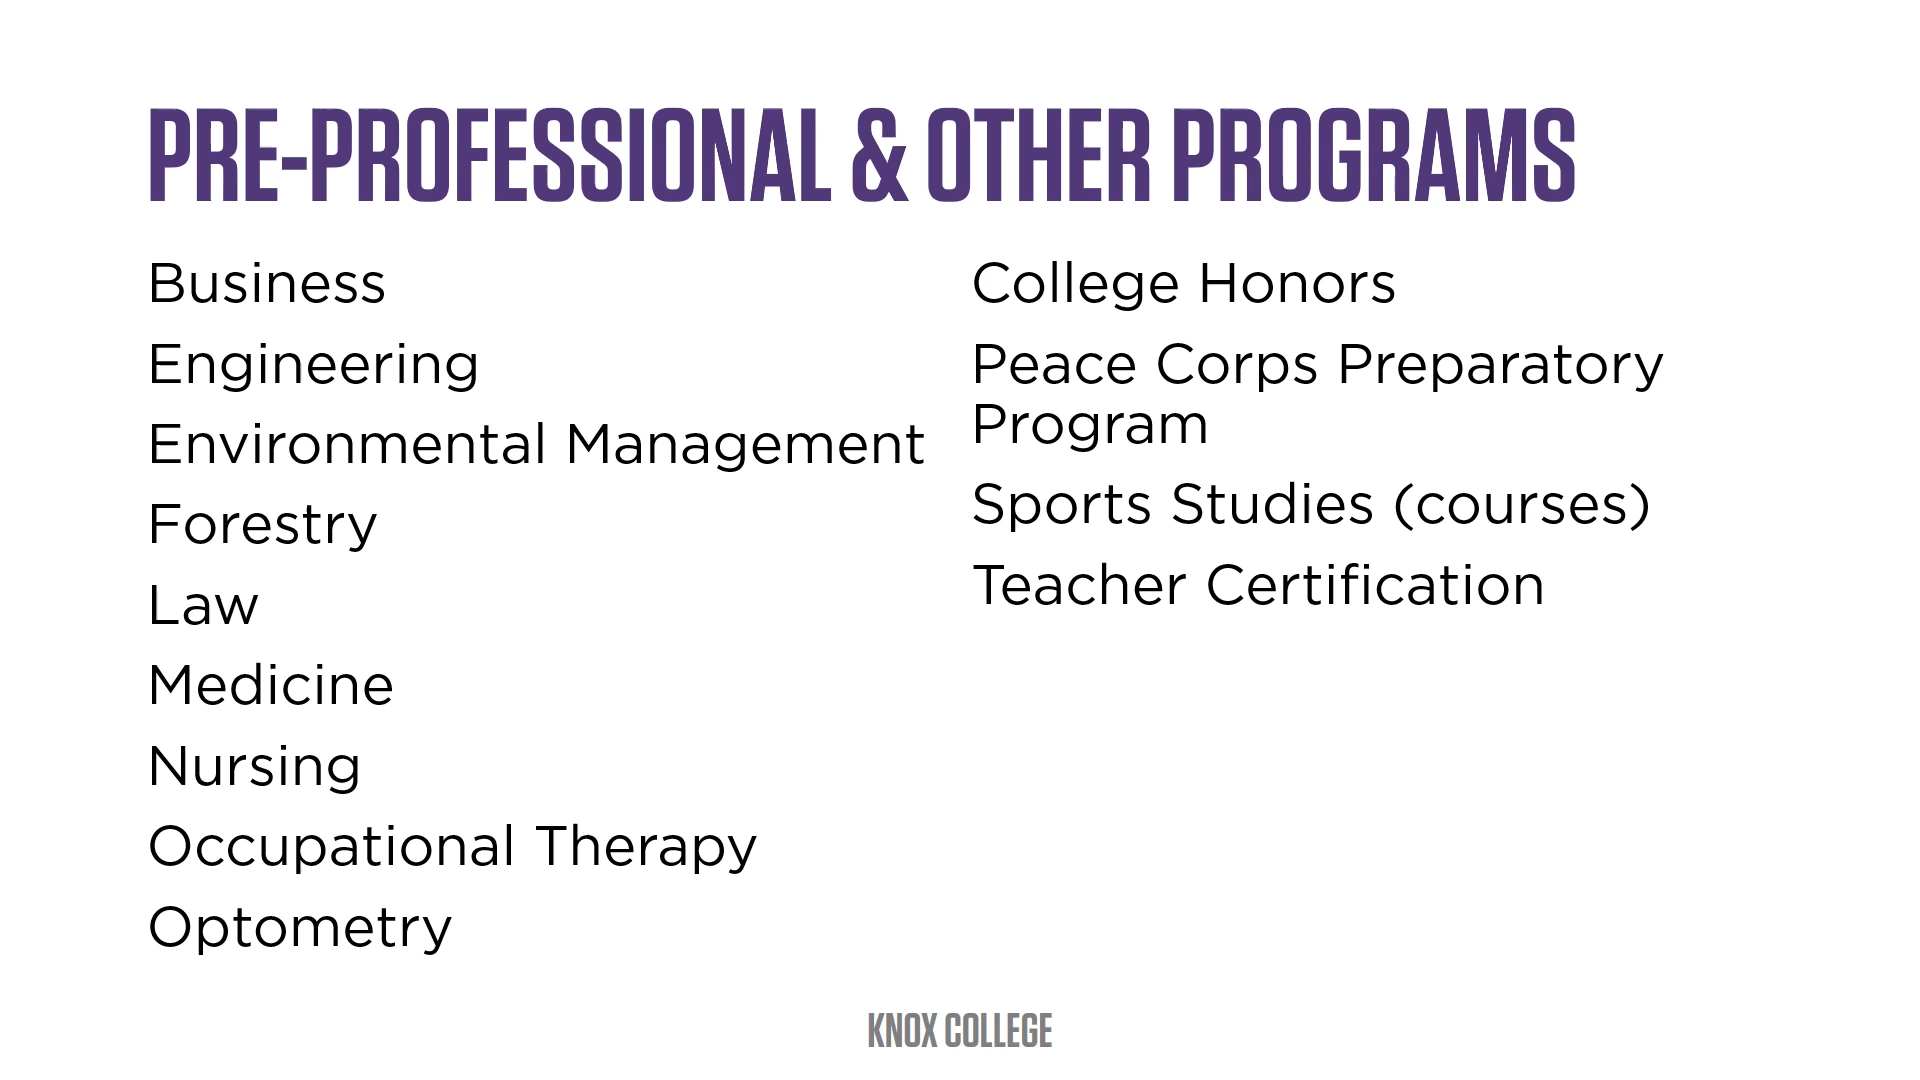 PRE-PROFESSIONAL & OTHER PROGRAMS
Business
Engineering
Environmental Management
Forestry
Law
Medicine
Nursing
Occupational Therapy
Optometry
College Honors
Peace Corps Preparatory
Program
Sports Studies (courses)
Teacher Certification
KNOX COLLEGE